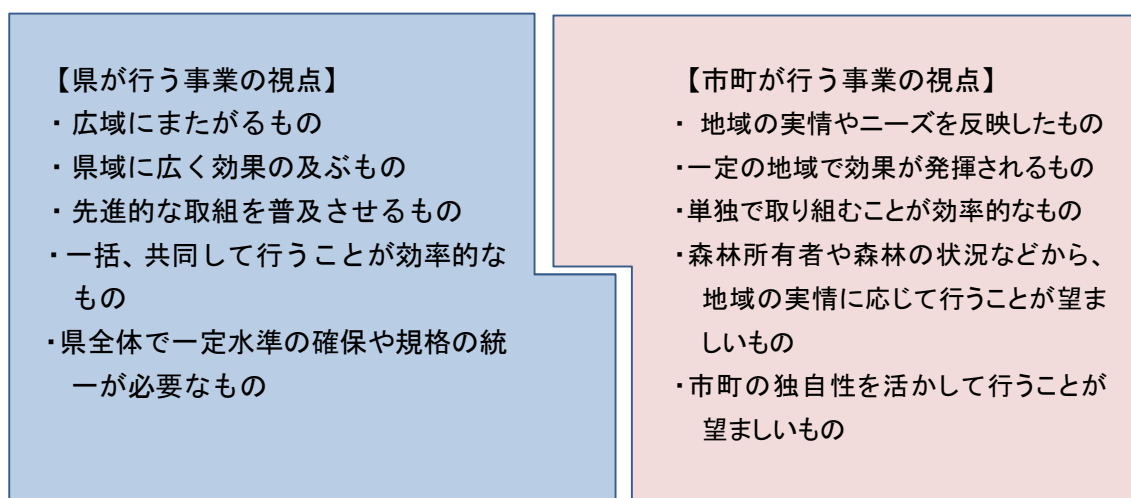 【県が行う事業の視点】
・ 広域にまたがるもの
・ 県域に広く効果の及ぶもの
・ 先進的な取組を普及させるもの
・一括、共同して行うことが効率的な
もの
・県全体で一定水準の確保や規格の統
一が必要なもの
【市町が行う事業の視点】
・ 地域の実情やニーズを反映したもの
・一定の地域で効果が発揮されるもの
・単独で取り組むことが効率的なもの
・森林所有者や森林の状況などから、
地域の実情に応じて行うことが望ま
しいもの
・市町の独自性を活かして行うことが
望ましいもの